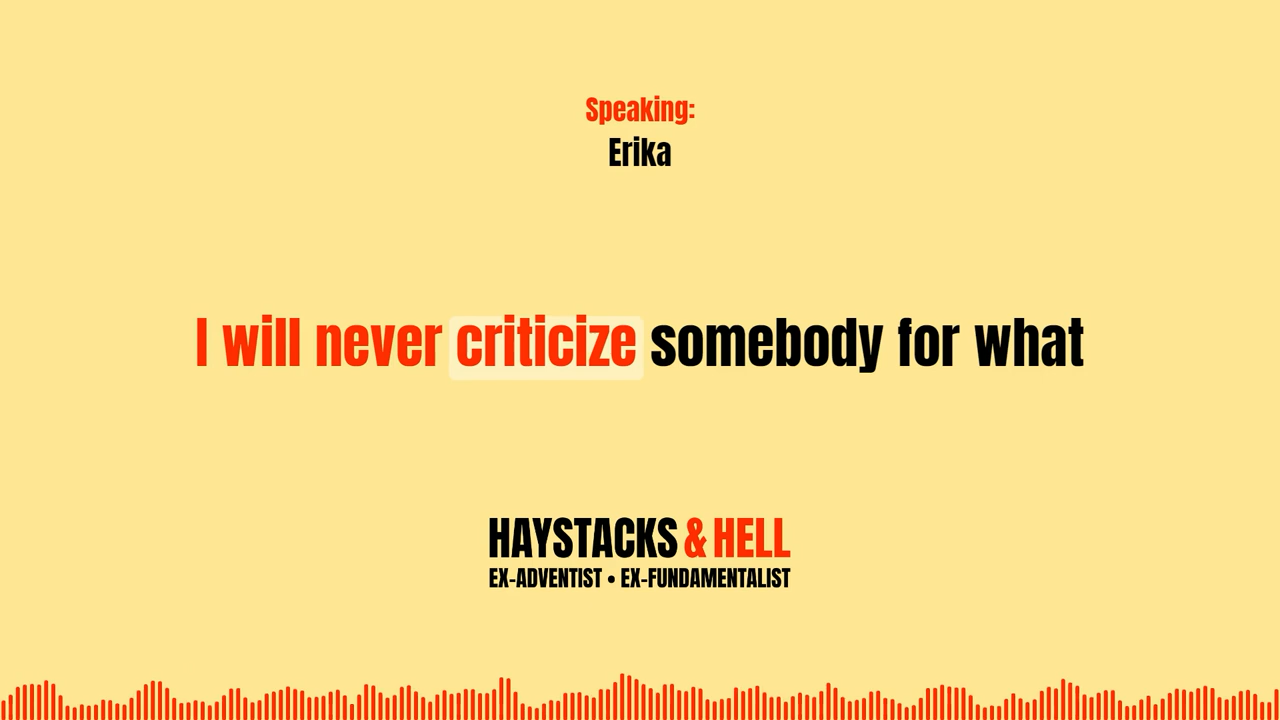 Speaking:
Erika
I will never criticize somebody for what
HAYSTACKS & HELL
EX-ADVENTIST • EX-FUNDAMENTALIST